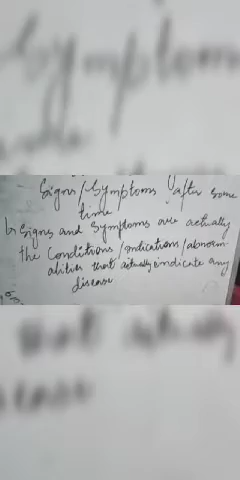 Signs/Symptoms after some
time
Signs and Symptoms are actually
the conditions/indications/abnorm-
alities that actually indicate any
disease